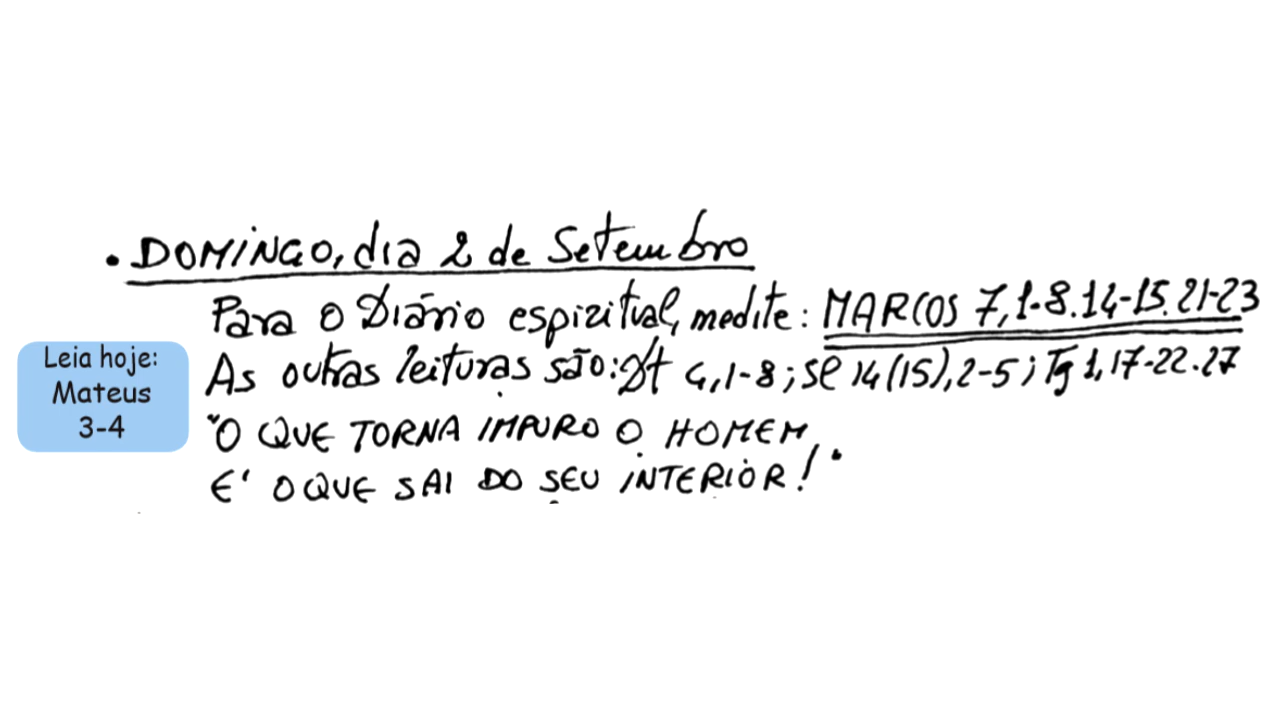 • DOMINGO, dia 2 de Setembro
Para o Diário espiritual, medite: MARCOS 7,1-8.14-15.21-23
As outras leituras são: Dt 4,1-8; Sl 14(15),2-5; Tg 1,17-22.27
"O QUE TORNA IMPURO O HOMEM,
E' O QUE SAI DO SEU INTERIOR!"
Leia hoje:
Mateus
3-4